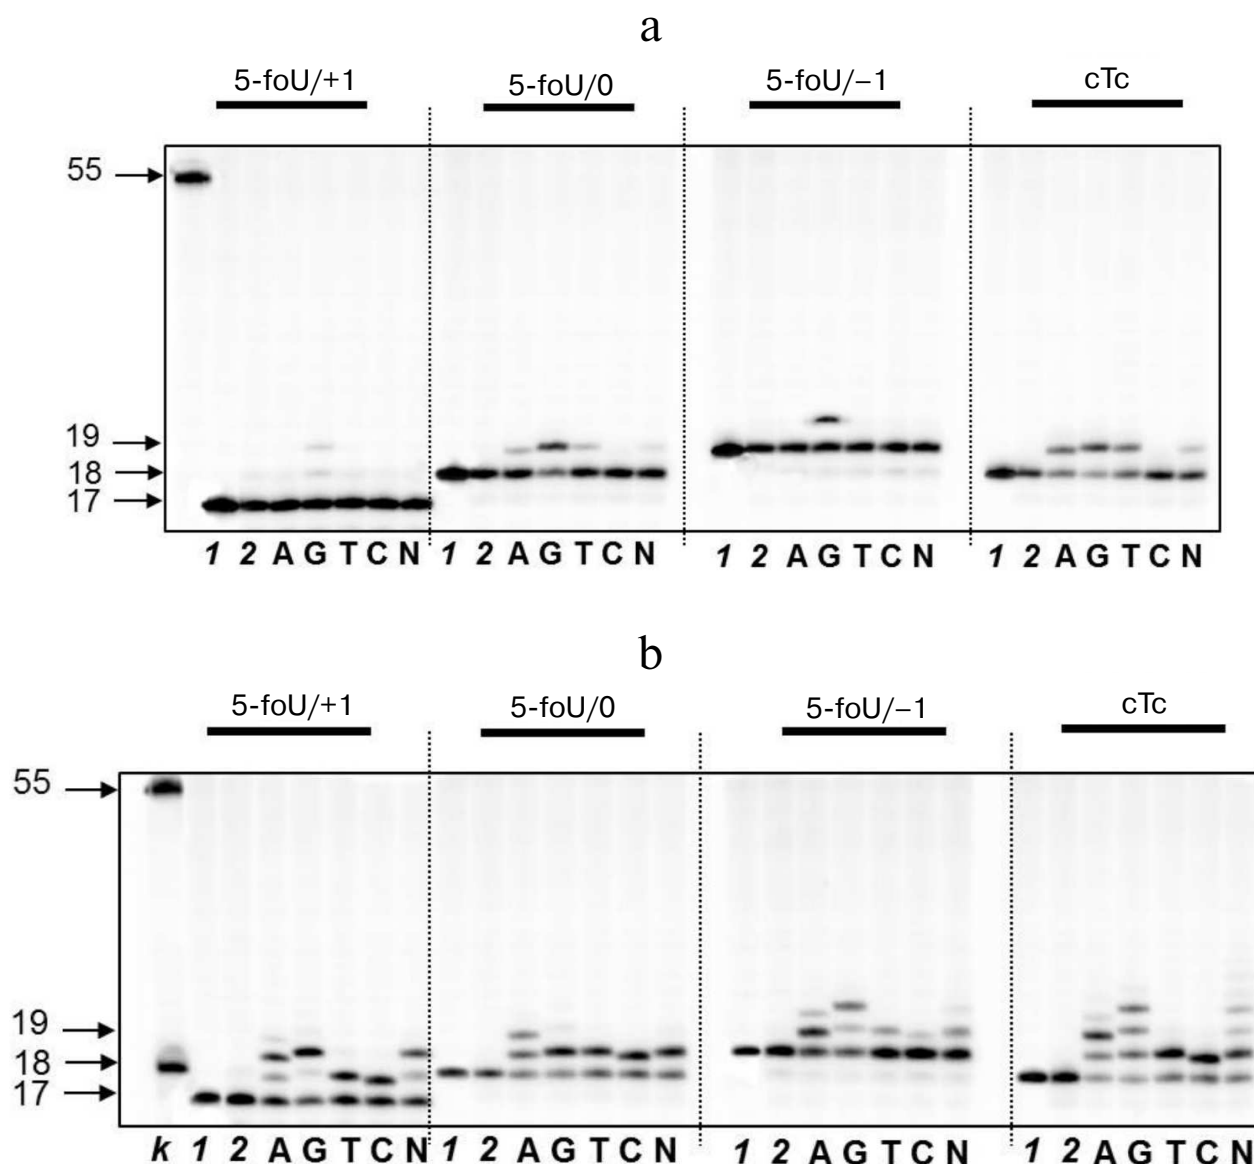 a
5-foU/+1 5-foU/0 5-foU/−1 cTc
55
19
18
17
1 2 A G T C N 1 2 A G T C N 1 2 A G T C N 1 2 A G T C N
b
5-foU/+1 5-foU/0 5-foU/−1 cTc
55
19
18
17
k 1 2 A G T C N 1 2 A G T C N 1 2 A G T C N 1 2 A G T C N